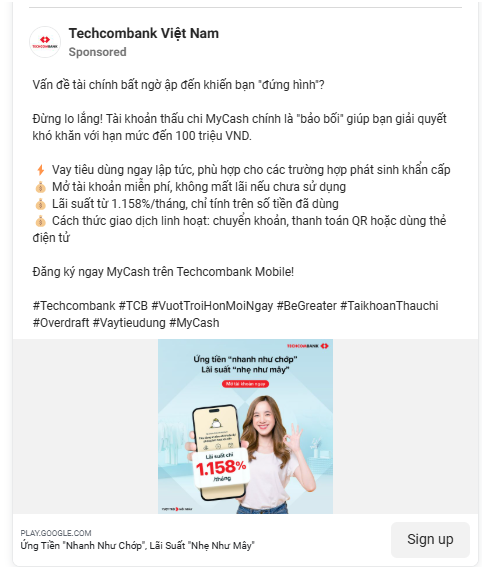 Techcombank Việt Nam
TECHCOMBANK
Sponsored
Vấn đề tài chính bất ngờ ập đến khiến bạn "đứng hình"?
Đừng lo lắng! Tài khoản thấu chi MyCash chính là "bảo bối" giúp bạn giải quyết
khó khăn với hạn mức đến 100 triệu VND.
Vay tiêu dùng ngay lập tức, phù hợp cho các trường hợp phát sinh khẩn cấp
Mở tài khoản miễn phí, không mất lãi nếu chưa sử dụng
Lãi suất từ 1.158%/tháng, chỉ tính trên số tiền đã dùng
Cách thức giao dịch linh hoạt: chuyển khoản, thanh toán QR hoặc dùng thẻ
điện tử
Đăng ký ngay MyCash trên Techcombank Mobile!
#Techcombank #TCB #VuotTroiHonMoiNgay #BeGreater #TaikhoanThauchi
#Overdraft #Vaytieudung #MyCash
TECHCOMBANK
Ứng tiền “nhanh như chớp”
Lãi suất “nhẹ như mây”
Mở tài khoản ngay
Lãi suất chỉ
1.158%
/tháng
PLAY.GOOGLE.COM
Ứng Tiền "Nhanh Như Chớp", Lãi Suất "Nhẹ Như Mây"
Sign up